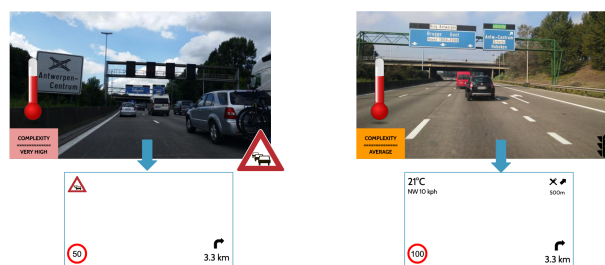 Antwerpen-
Centrum
COMPLEXITY
VERY HIGH
50
3.3 km
Brugge Gent
Antw-Centrum
Hoboken
COMPLEXITY
AVERAGE
21°C
NW 10 kph
500m
100
3.3 km